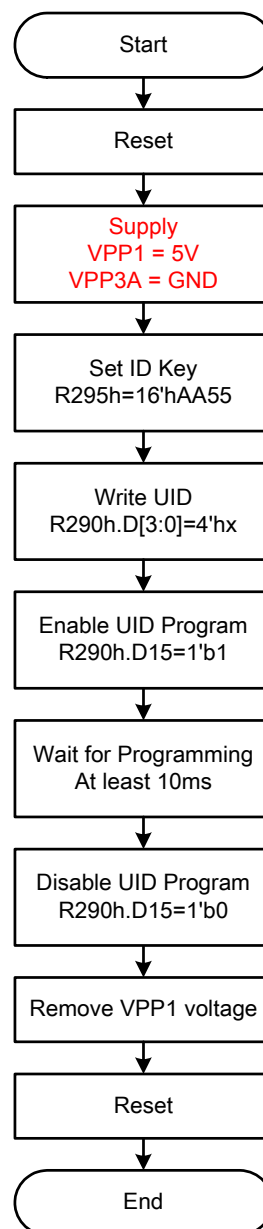 Start
Reset
Supply
VPP1 = 5V
VPP3A = GND
Set ID Key
R295h=16'hAA55
Write UID
R290h.D[3:0]=4'hx
Enable UID Program
R290h.D15=1'b1
Wait for Programming
At least 10ms
Disable UID Program
R290h.D15=1'b0
Remove VPP1 voltage
Reset
End